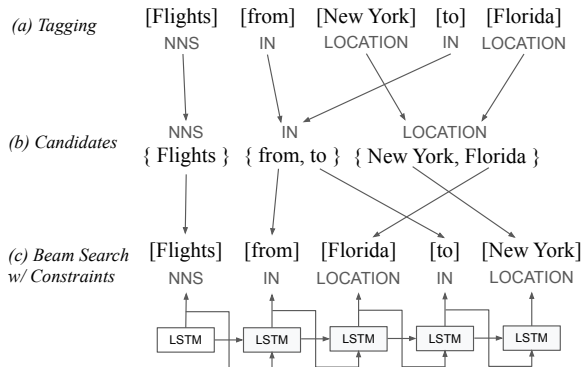 (a) Tagging [Flights] [from] [New York] [to] [Florida]
NNS IN LOCATION IN LOCATION
(b) Candidates NNS IN LOCATION
{ Flights } { from, to } { New York, Florida }
(c) Beam Search w/ Constraints [Flights] [from] [Florida] [to] [New York]
NNS IN LOCATION IN LOCATION
LSTM LSTM LSTM LSTM LSTM